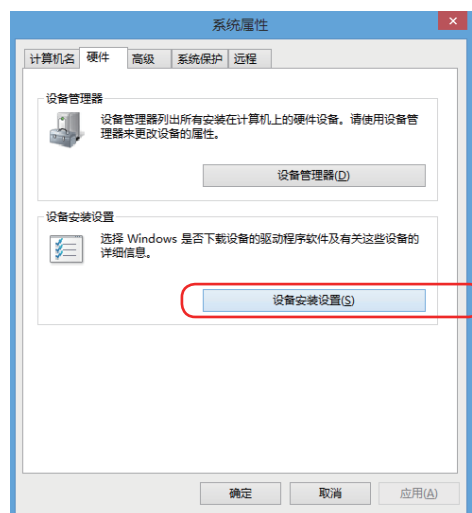 系统属性
计算机名 硬件 高级 系统保护 远程
设备管理器
设备管理器列出所有安装在计算机上的硬件设备。请使用设备管
理器来更改设备的属性。
设备管理器(D)
设备安装设置
选择 Windows 是否下载设备的驱动程序软件及有关这些设备的
详细信息。
设备安装设置(S)
确定 取消 应用(A)